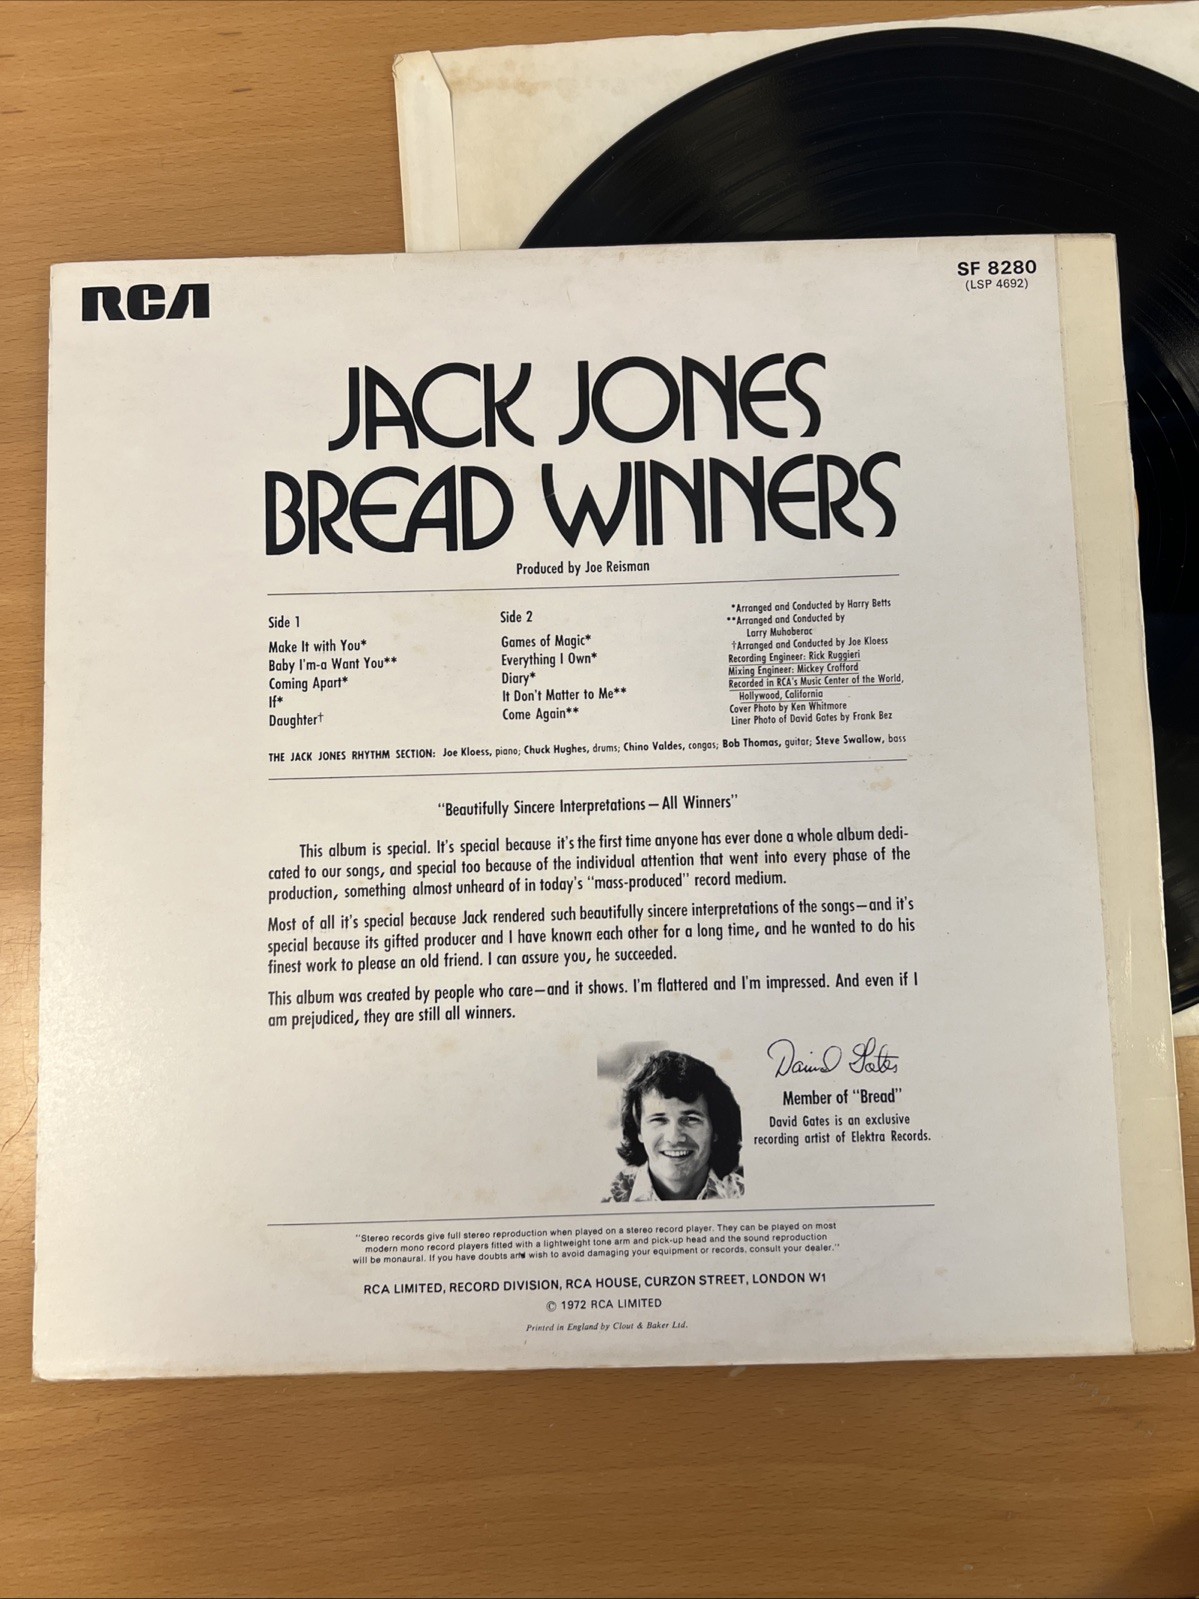 RCA
SF 8280
(LSP 4692)
JACK JONES
BREAD WINNERS
Produced by Joe Reisman
Side 1
Make It with You*
Baby I'm-a Want You**
Coming Apart*
If*
Daughter†
Side 2
Games of Magic*
Everything I Own*
Diary*
It Don't Matter to Me**
Come Again**
*Arranged and Conducted by Harry Betts
**Arranged and Conducted by
Larry Muhoberac
†Arranged and Conducted by Joe Kloess
Recording Engineer: Rick Ruggieri
Mixing Engineer: Mickey Crofford
Recorded in RCA's Music Center of the World,
Hollywood, California
Cover Photo by Ken Whitmore
Liner Photo of David Gates by Frank Bez
THE JACK JONES RHYTHM SECTION: Joe Kloess, piano; Chuck Hughes, drums; Chino Valdes, congas; Bob Thomas, guitar; Steve Swallow, bass
"Beautifully Sincere Interpretations—All Winners"
This album is special. It's special because it's the first time anyone has ever done a whole album dedi-
cated to our songs, and special too because of the individual attention that went into every phase of the
production, something almost unheard of in today's "mass-produced" record medium.
Most of all it's special because Jack rendered such beautifully sincere interpretations of the songs—and it's
special because its gifted producer and I have known each other for a long time, and he wanted to do his
finest work to please an old friend. I can assure you, he succeeded.
This album was created by people who care—and it shows. I'm flattered and I'm impressed. And even if I
am prejudiced, they are still all winners.
David Gates
Member of "Bread"
David Gates is an exclusive
recording artist of Elektra Records.
"Stereo records give full stereo reproduction when played on a stereo record player. They can be played on most
modern mono record players fitted with a lightweight tone arm and pick-up head and the sound reproduction
will be monaural. If you have doubts and wish to avoid damaging your equipment or records, consult your dealer."
RCA LIMITED, RECORD DIVISION, RCA HOUSE, CURZON STREET, LONDON W1
© 1972 RCA LIMITED
Printed in England by Clout & Baker Ltd.